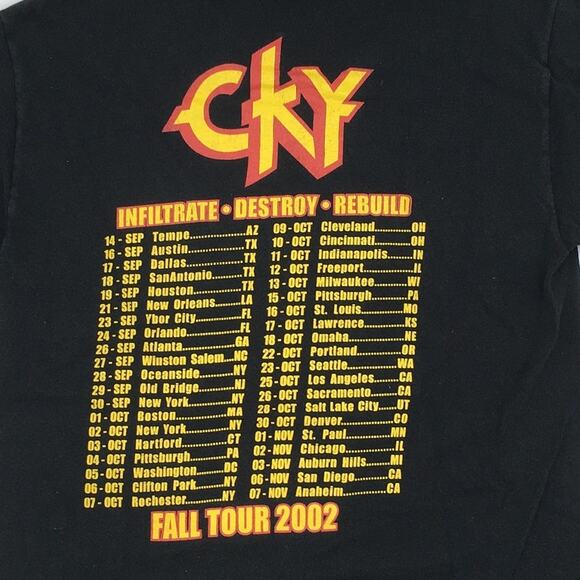 CKY
INFILTRATE • DESTROY • REBUILD
14 - SEP Tempe................AZ
16 - SEP Austin................TX
17 - SEP Dallas................TX
18 - SEP SanAntonio.........TX
19 - SEP Houston..............TX
21 - SEP New Orleans.......LA
23 - SEP Ybor City............FL
24 - SEP Orlando..............FL
26 - SEP Atlanta...............GA
27 - SEP Winston Salem...NC
28 - SEP Oceanside..........NY
29 - SEP Old Bridge..........NJ
30 - SEP New York............NY
01 - OCT Boston..............MA
02 - OCT New York...........NY
03 - OCT Hartford............CT
04 - OCT Pittsburgh.........PA
05 - OCT Washington.......DC
06 - OCT Clifton Park.......NY
07 - OCT Rochester..........NY
09 - OCT Cleveland..........OH
10 - OCT Cincinnati..........OH
11 - OCT Indianapolis.......IN
12 - OCT Freeport............IL
13 - OCT Milwaukee.........WI
15 - OCT Pittsburgh.........PA
16 - OCT St. Louis............MO
17 - OCT Lawrence..........KS
18 - OCT Omaha..............NE
22 - OCT Portland............OR
23 - OCT Seattle..............WA
25 - OCT Los Angeles.......CA
26 - OCT Sacramento.......CA
28 - OCT Salt Lake City.....UT
30 - OCT Denver..............CO
01 - NOV St. Paul.............MN
02 - NOV Chicago.............IL
03 - NOV Auburn Hills.......MI
06 - NOV San Diego..........CA
07 - NOV Anaheim............CA
FALL TOUR 2002